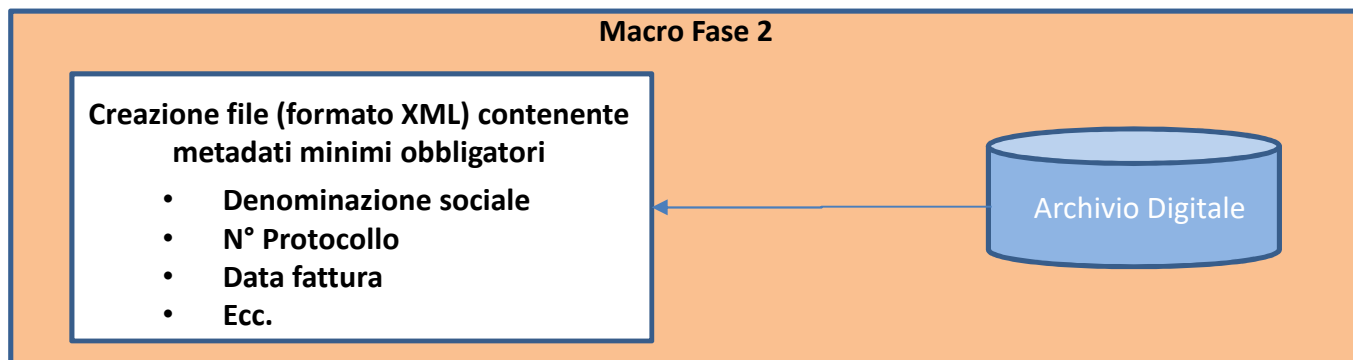 Macro Fase 2
Creazione file (formato XML) contenente
metadati minimi obbligatori
• Denominazione sociale
• N° Protocollo
• Data fattura
• Ecc.
Archivio Digitale